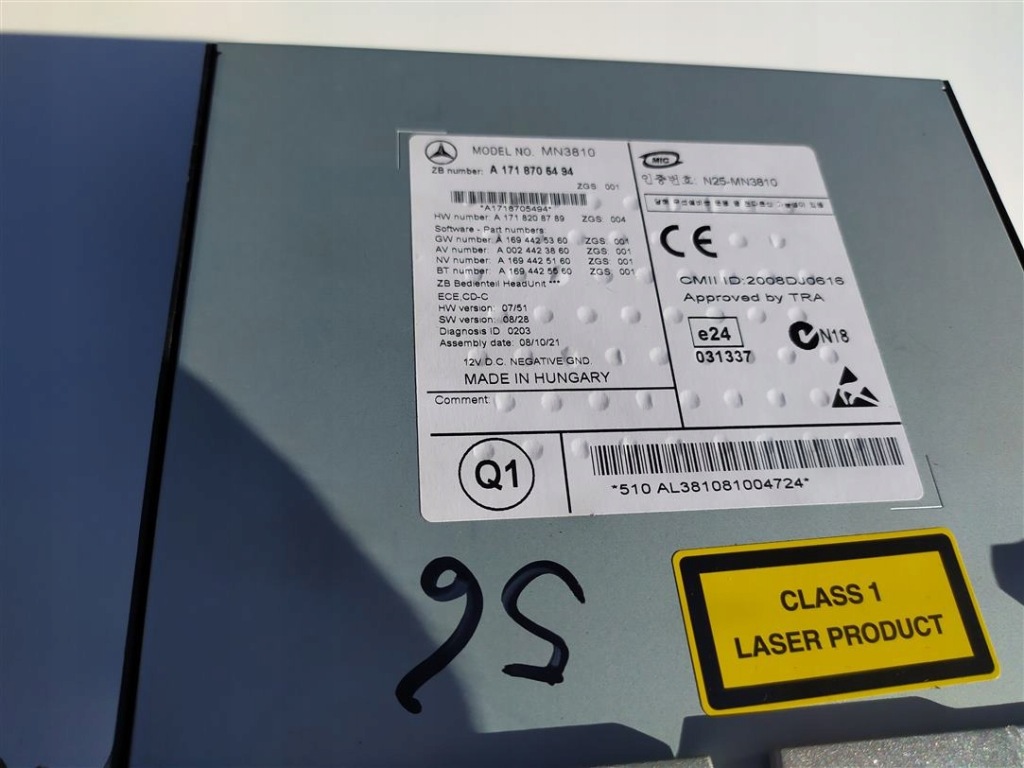 MODEL NO. MN3810
ZB number: A 171 870 54 94
ZGS 001
*A1718705494*
HW number: A 171 820 87 89 ZGS 004
Software - Part numbers
GW number: A 169 442 53 60 ZGS 001
AV number: A 002 442 38 60 ZGS 001
NV number: A 169 442 51 60 ZGS 001
BT number: A 169 442 56 60 ZGS 001
ZB Bedienteil HeadUnit ***
ECE,CD-C
HW version: 07/51
SW version: 08/28
Diagnosis ID 0203
Assembly date: 08/10/21
12V D.C. NEGATIVE GND.
MADE IN HUNGARY
Comment:
MIC
인증번호: N25-MN3810
CE
CMII ID:2008DJ0616
Approved by TRA
e24
031337
N18
Q1
*510 AL381081004724*
CLASS 1
LASER PRODUCT